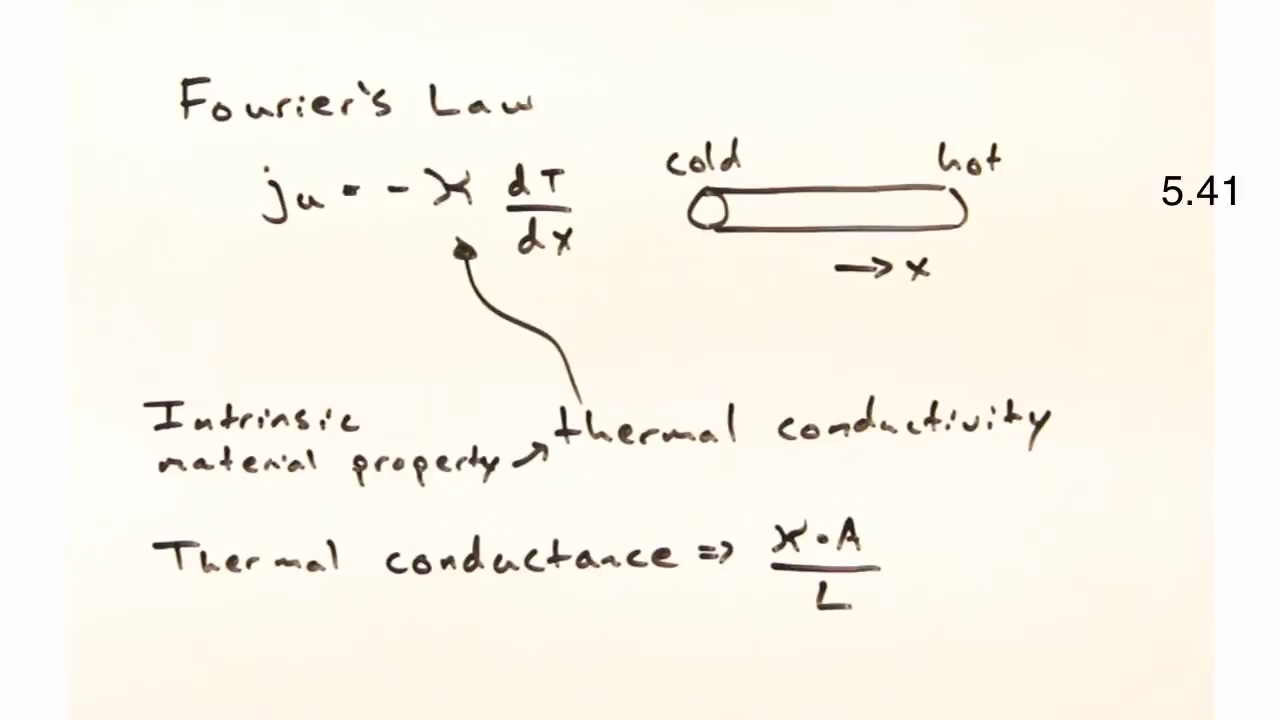 Fourier's Law
cold hot
ju = - ϰ dT/dx
5.41
→ x
Intrinsic
material property ↗ thermal conductivity
Thermal conductance ⇒ ϰ · A / L